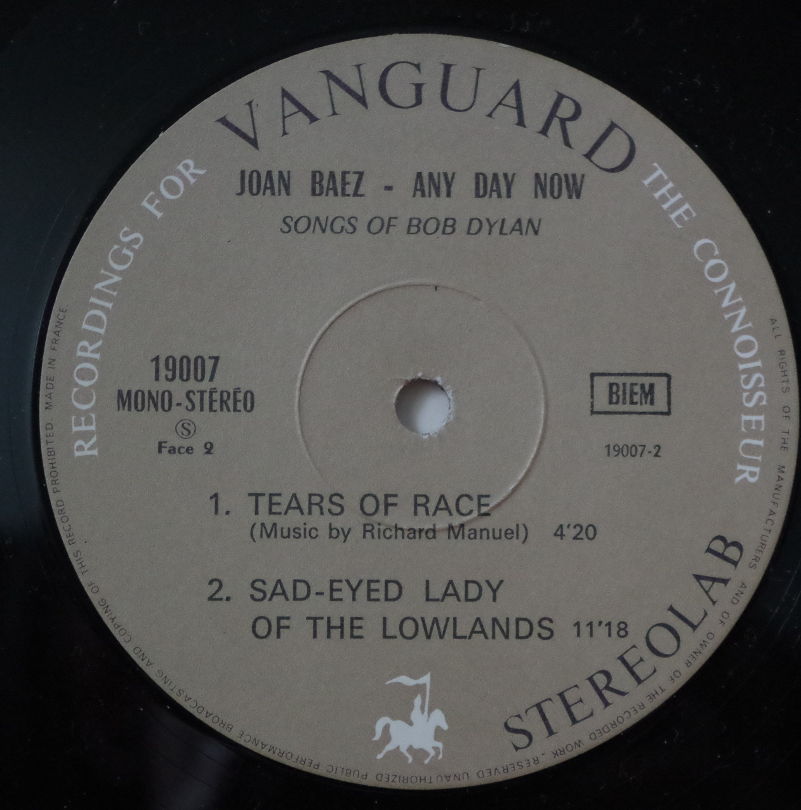 VANGUARD
RECORDINGS FOR THE CONNOISSEUR
JOAN BAEZ - ANY DAY NOW
SONGS OF BOB DYLAN
19007
MONO-STÉRÉO
Ⓢ
Face 2
BIEM
19007-2
1. TEARS OF RACE
(Music by Richard Manuel) 4'20
2. SAD-EYED LADY
OF THE LOWLANDS 11'18
STEREOLAB
ALL RIGHTS OF THE MANUFACTURERS AND OF OWNER OF THE RECORDED WORK. RESERVED UNAUTHORIZED PUBLIC PERFORMANCE BROADCASTING AND COPYING OF THIS RECORD PROHIBITED. MADE IN FRANCE